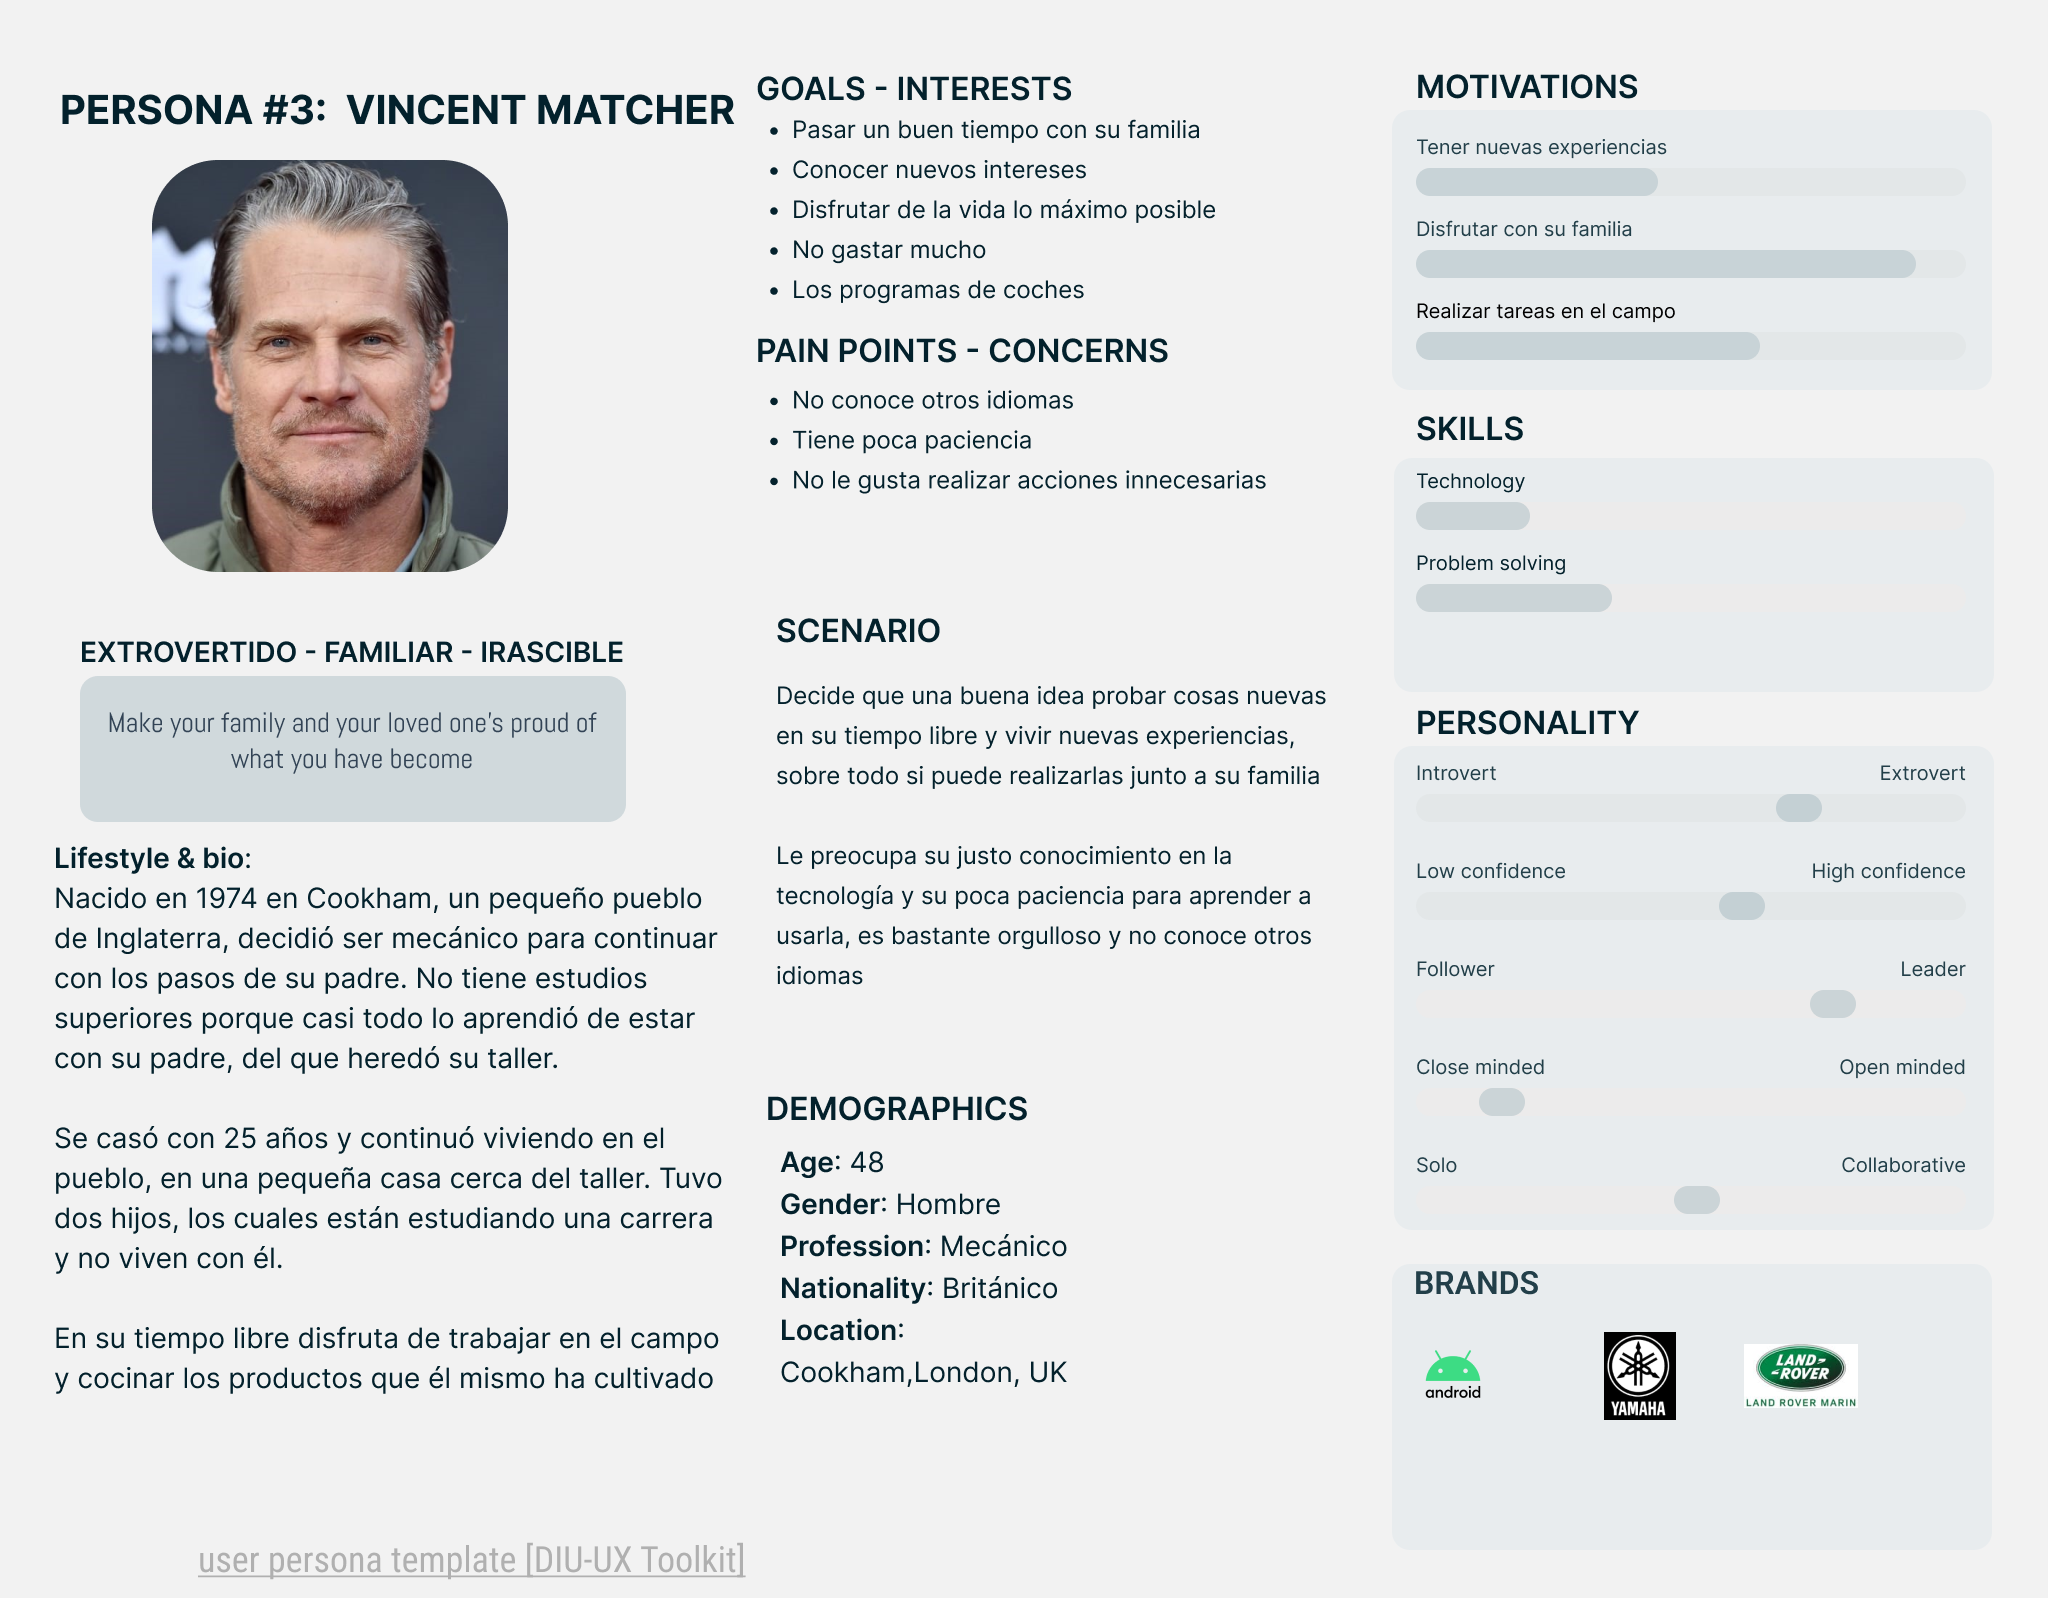 PERSONA #3:  VINCENT MATCHER
EXTROVERTIDO - FAMILIAR - IRASCIBLE
Make your family and your loved one's proud of
what you have become
Lifestyle & bio:
Nacido en 1974 en Cookham, un pequeño pueblo
de Inglaterra, decidió ser mecánico para continuar
con los pasos de su padre. No tiene estudios
superiores porque casi todo lo aprendió de estar
con su padre, del que heredó su taller.
Se casó con 25 años y continuó viviendo en el
pueblo, en una pequeña casa cerca del taller. Tuvo
dos hijos, los cuales están estudiando una carrera
y no viven con él.
En su tiempo libre disfruta de trabajar en el campo
y cocinar los productos que él mismo ha cultivado
user persona template [DIU-UX Toolkit]
GOALS - INTERESTS
• Pasar un buen tiempo con su familia
• Conocer nuevos intereses
• Disfrutar de la vida lo máximo posible
• No gastar mucho
• Los programas de coches
PAIN POINTS - CONCERNS
• No conoce otros idiomas
• Tiene poca paciencia
• No le gusta realizar acciones innecesarias
SCENARIO
Decide que una buena idea probar cosas nuevas
en su tiempo libre y vivir nuevas experiencias,
sobre todo si puede realizarlas junto a su familia
Le preocupa su justo conocimiento en la
tecnología y su poca paciencia para aprender a
usarla, es bastante orgulloso y no conoce otros
idiomas
DEMOGRAPHICS
Age: 48
Gender: Hombre
Profession: Mecánico
Nationality: Británico
Location:
Cookham,London, UK
MOTIVATIONS
Tener nuevas experiencias
Disfrutar con su familia
Realizar tareas en el campo
SKILLS
Technology
Problem solving
PERSONALITY
Introvert Extrovert
Low confidence High confidence
Follower Leader
Close minded Open minded
Solo Collaborative
BRANDS
android
YAMAHA
LAND-
-ROVER
LAND ROVER MARIN